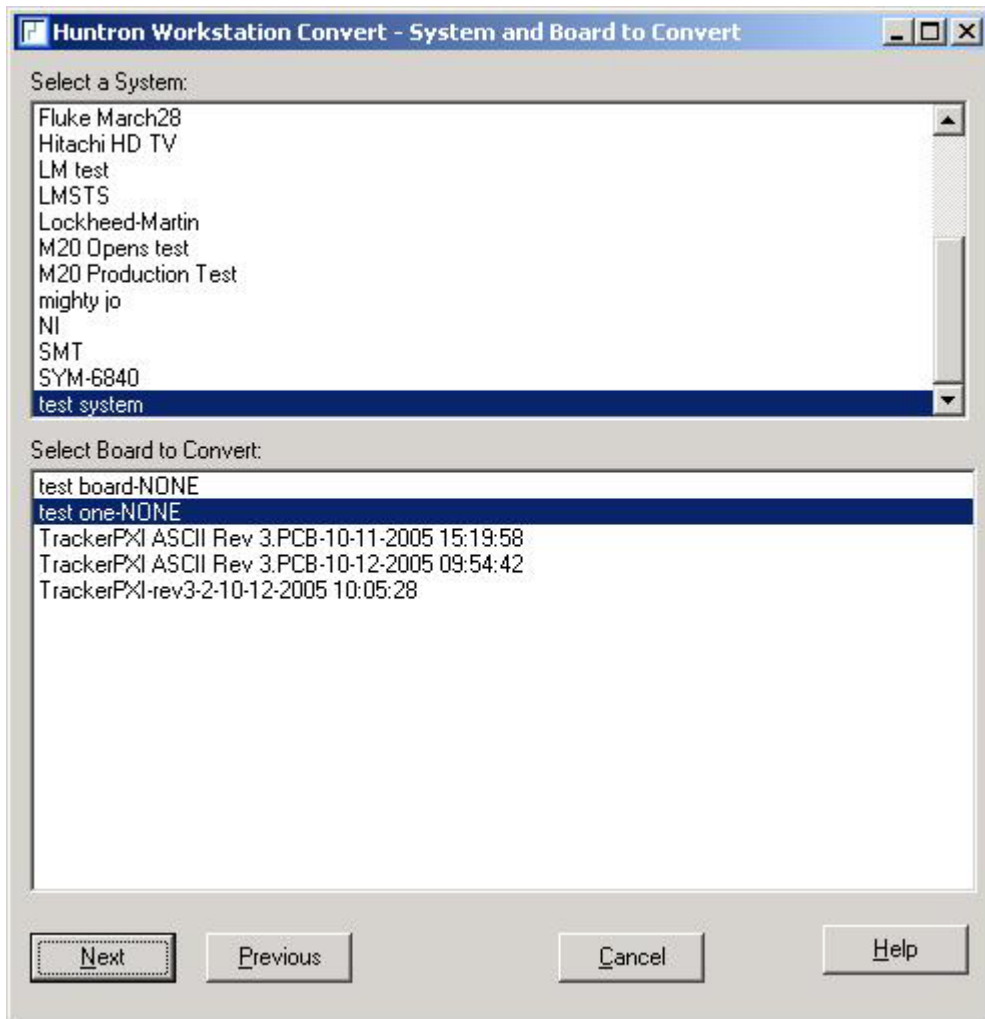 Huntron Workstation Convert - System and Board to Convert
Select a System:
Fluke March28
Hitachi HD TV
LM test
LMSTS
Lockheed-Martin
M20 Opens test
M20 Production Test
mighty jo
NI
SMT
SYM-6840
test system
Select Board to Convert:
test board-NONE
test one-NONE
TrackerPXI ASCII Rev 3.PCB-10-11-2005 15:19:58
TrackerPXI ASCII Rev 3.PCB-10-12-2005 09:54:42
TrackerPXI-rev3-2-10-12-2005 10:05:28
Next Previous Cancel Help